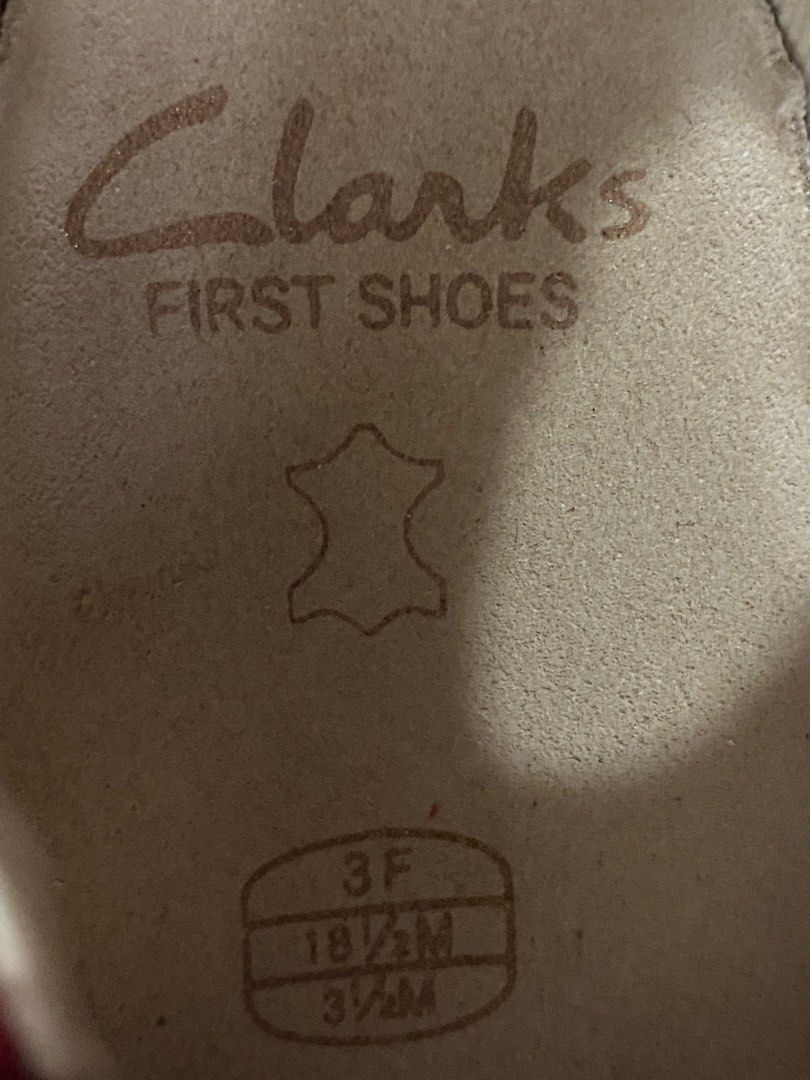 Clarks
FIRST SHOES
3F
18½M
3½M